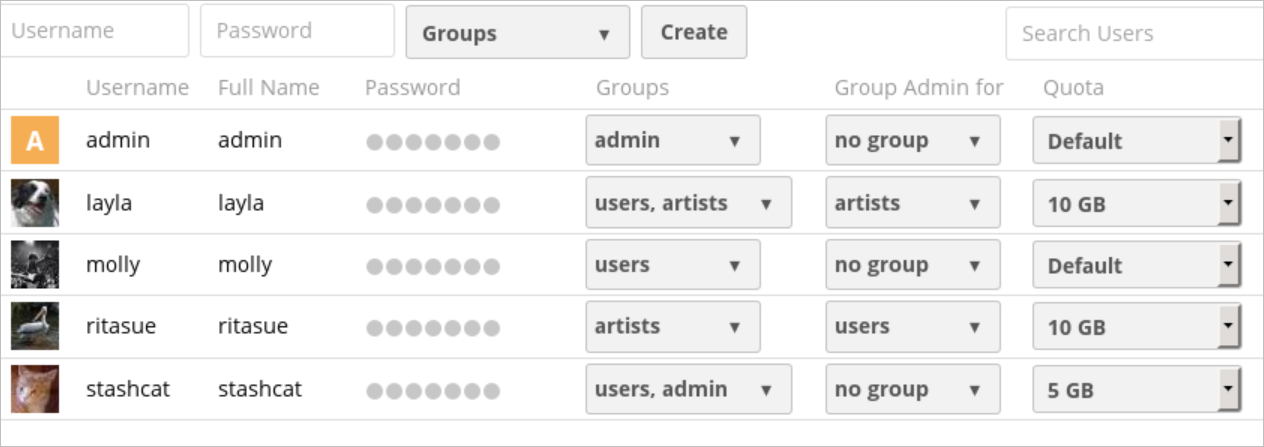 Username Password Groups ▼ Create Search Users
Username Full Name Password Groups Group Admin for Quota
A admin admin ●●●●●●● admin ▼ no group ▼ Default
layla layla ●●●●●●● users, artists ▼ artists ▼ 10 GB
molly molly ●●●●●●● users ▼ no group ▼ Default
ritasue ritasue ●●●●●●● artists ▼ users ▼ 10 GB
stashcat stashcat ●●●●●●● users, admin ▼ no group ▼ 5 GB